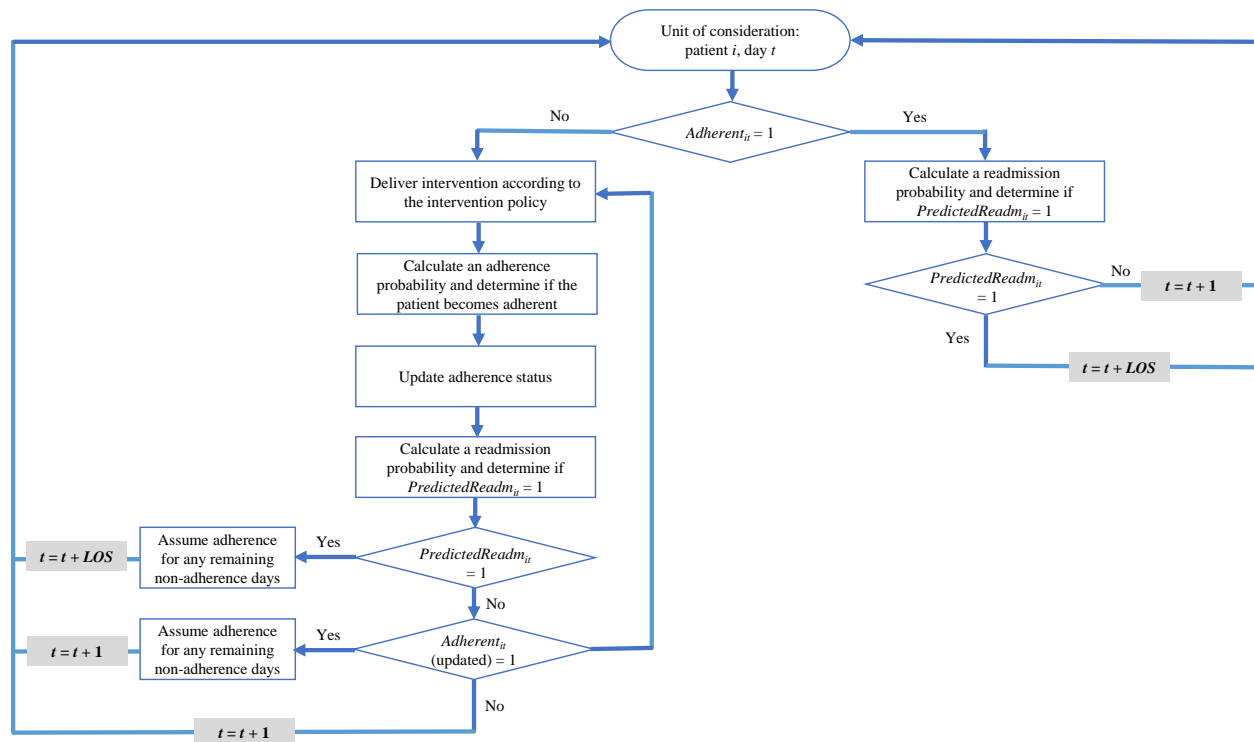 Unit of consideration:
patient i, day t
No
Adherent_it = 1
Yes
Deliver intervention according to
the intervention policy
Calculate a readmission
probability and determine if
PredictedReadm_it = 1
Calculate an adherence
probability and determine if the
patient becomes adherent
PredictedReadm_it
= 1
No
t = t + 1
Yes
t = t + LOS
Update adherence status
Calculate a readmission
probability and determine if
PredictedReadm_it = 1
t = t + LOS
Assume adherence
for any remaining
non-adherence days
Yes
PredictedReadm_it
= 1
No
t = t + 1
Assume adherence
for any remaining
non-adherence days
Yes
Adherent_it
(updated) = 1
No
t = t + 1